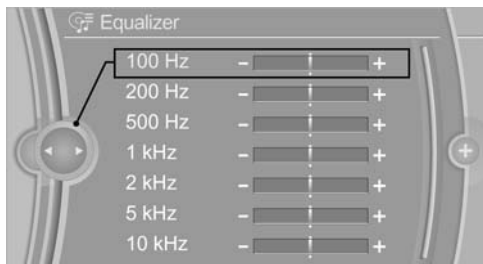 Equalizer
100 Hz - +
200 Hz - +
500 Hz - +
1 kHz - +
2 kHz - +
5 kHz - +
10 kHz - +